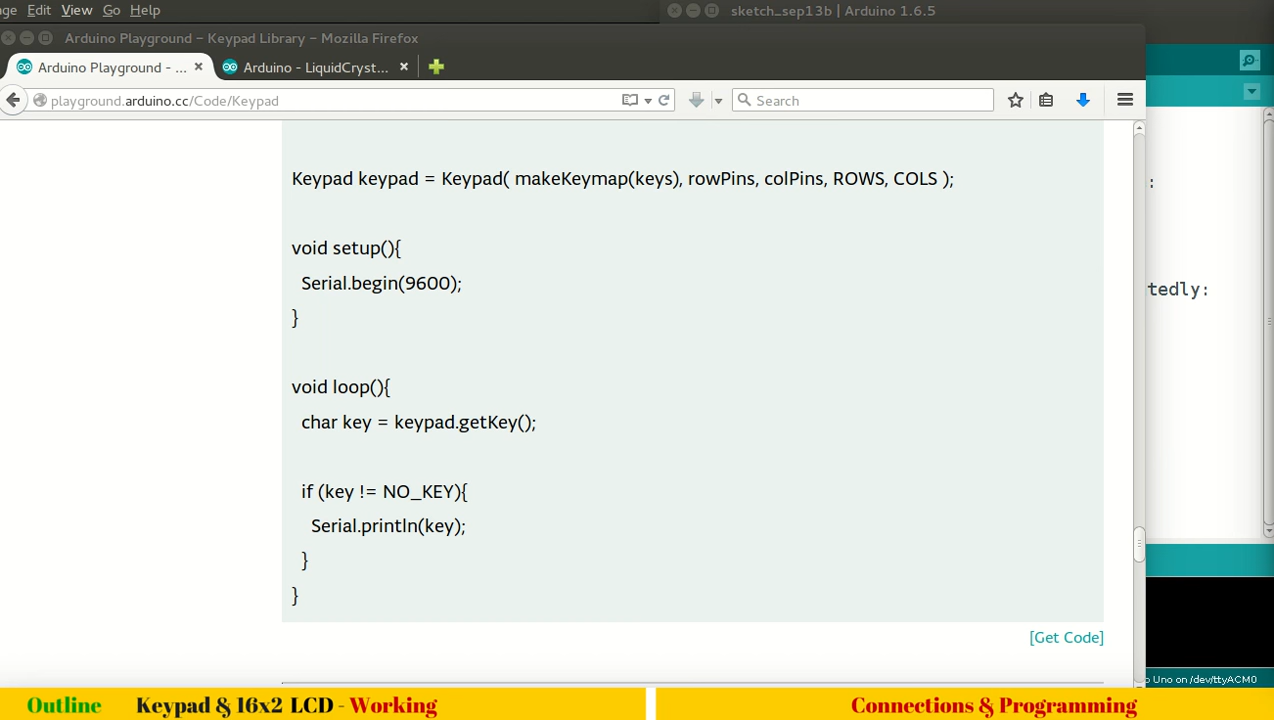 ge Edit View Go Help
sketch_sep13b | Arduino 1.6.5
Arduino Playground – Keypad Library – Mozilla Firefox
Arduino Playground - ... Arduino - LiquidCryst...
playground.arduino.cc/Code/Keypad
Search
Keypad keypad = Keypad( makeKeymap(keys), rowPins, colPins, ROWS, COLS );
:
void setup(){
Serial.begin(9600);
tedly:
}
void loop(){
char key = keypad.getKey();
if (key != NO_KEY){
Serial.println(key);
}
}
[Get Code]
o Uno on /dev/ttyACM0
Outline Keypad & 16x2 LCD - Working
Connections & Programming